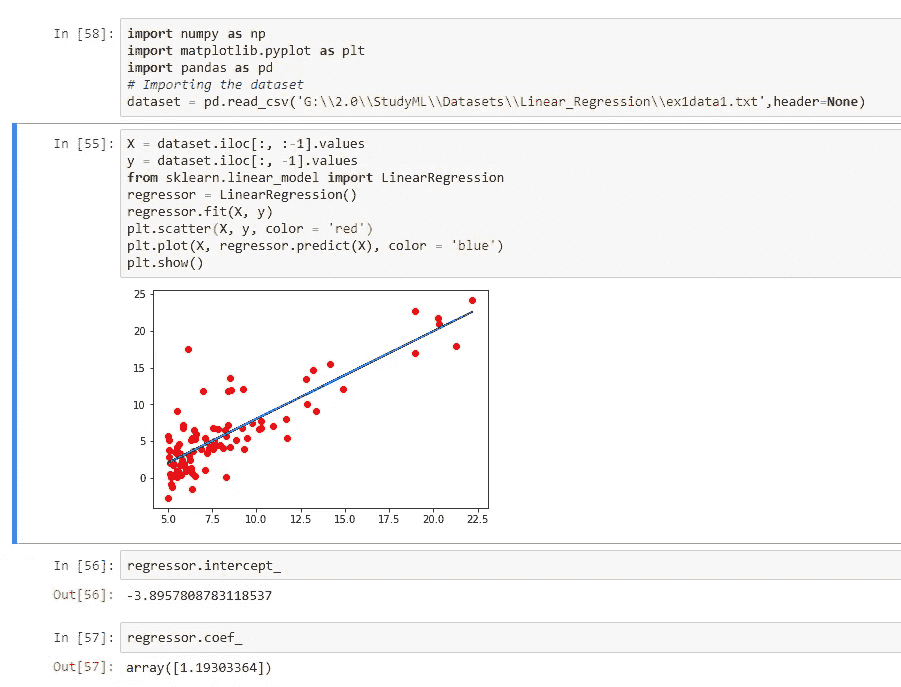 In [58]: import numpy as np
import matplotlib.pyplot as plt
import pandas as pd
# Importing the dataset
dataset = pd.read_csv('G:\\2.0\\StudyML\\Datasets\\Linear_Regression\\ex1data1.txt',header=None)
In [55]: X = dataset.iloc[:, :-1].values
y = dataset.iloc[:, -1].values
from sklearn.linear_model import LinearRegression
regressor = LinearRegression()
regressor.fit(X, y)
plt.scatter(X, y, color = 'red')
plt.plot(X, regressor.predict(X), color = 'blue')
plt.show()
25
20
15
10
5
0
5.0 7.5 10.0 12.5 15.0 17.5 20.0 22.5
In [56]: regressor.intercept_
Out[56]: -3.8957808783118537
In [57]: regressor.coef_
Out[57]: array([1.19303364])